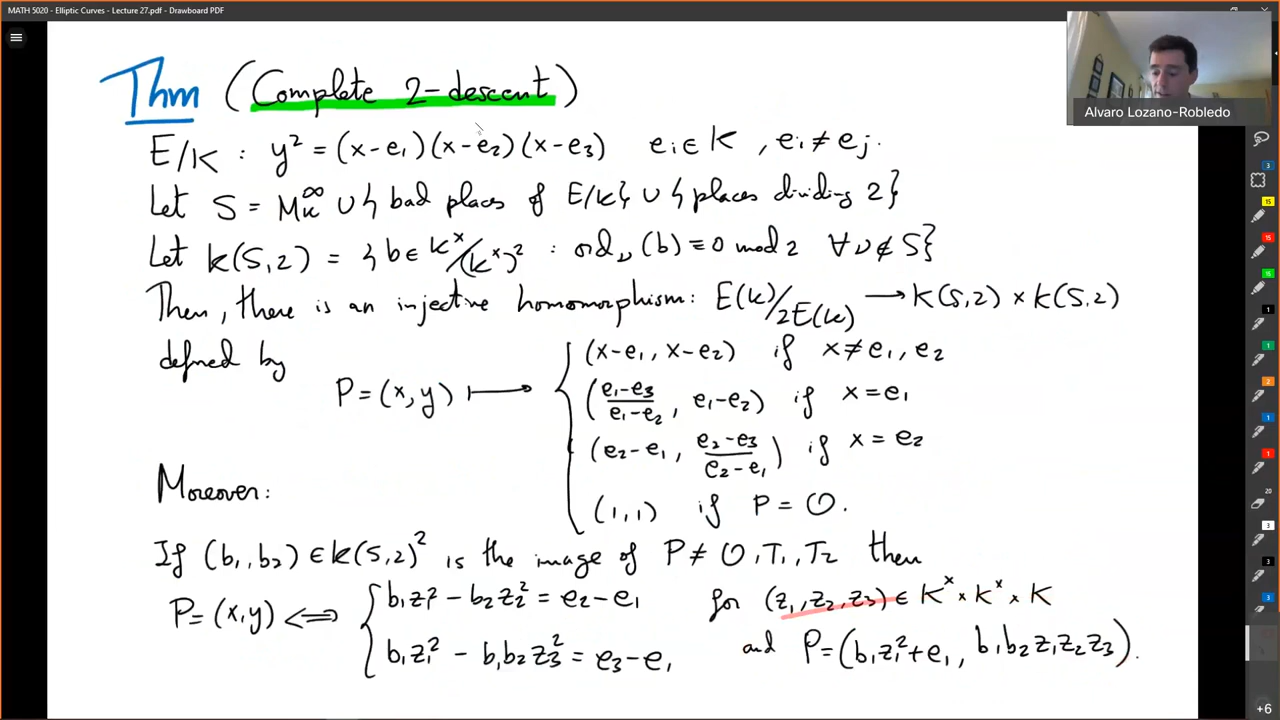 MATH 5020 - Elliptic Curves - Lecture 27.pdf - Drawboard PDF
Alvaro Lozano-Robledo
Thm (Complete 2-descent)
E/K : y² = (x-e₁)(x-e₂)(x-e₃) eᵢ ∈ K , eᵢ ≠ eⱼ.
Let S = M_K^∞ ∪ { bad places of E/K } ∪ { places dividing 2 }
Let K(S,2) = { b ∈ K^×/(K^×)² : ord_ν(b) ≡ 0 mod 2 ∀ν ∉ S }
Then, there is an injective homomorphism: E(K)/2E(K) → K(S,2) × K(S,2)
defined by
P = (x,y) ↦ { (x-e₁, x-e₂) if x ≠ e₁, e₂
( (e₁-e₃)/(e₁-e₂), e₁-e₂ ) if x = e₁
( e₂-e₁, (e₂-e₃)/(e₂-e₁) ) if x = e₂
(1,1) if P = O.
Moreover:
If (b₁,b₂) ∈ K(S,2)² is the image of P ≠ O, T₁, T₂ then
P = (x,y) ⟺ { b₁z₁² - b₂z₂² = e₂-e₁ for (z₁,z₂,z₃) ∈ K^× × K^× × K
b₁z₁² - b₁b₂z₃² = e₃-e₁ and P = (b₁z₁²+e₁, b₁b₂z₁z₂z₃).
+6